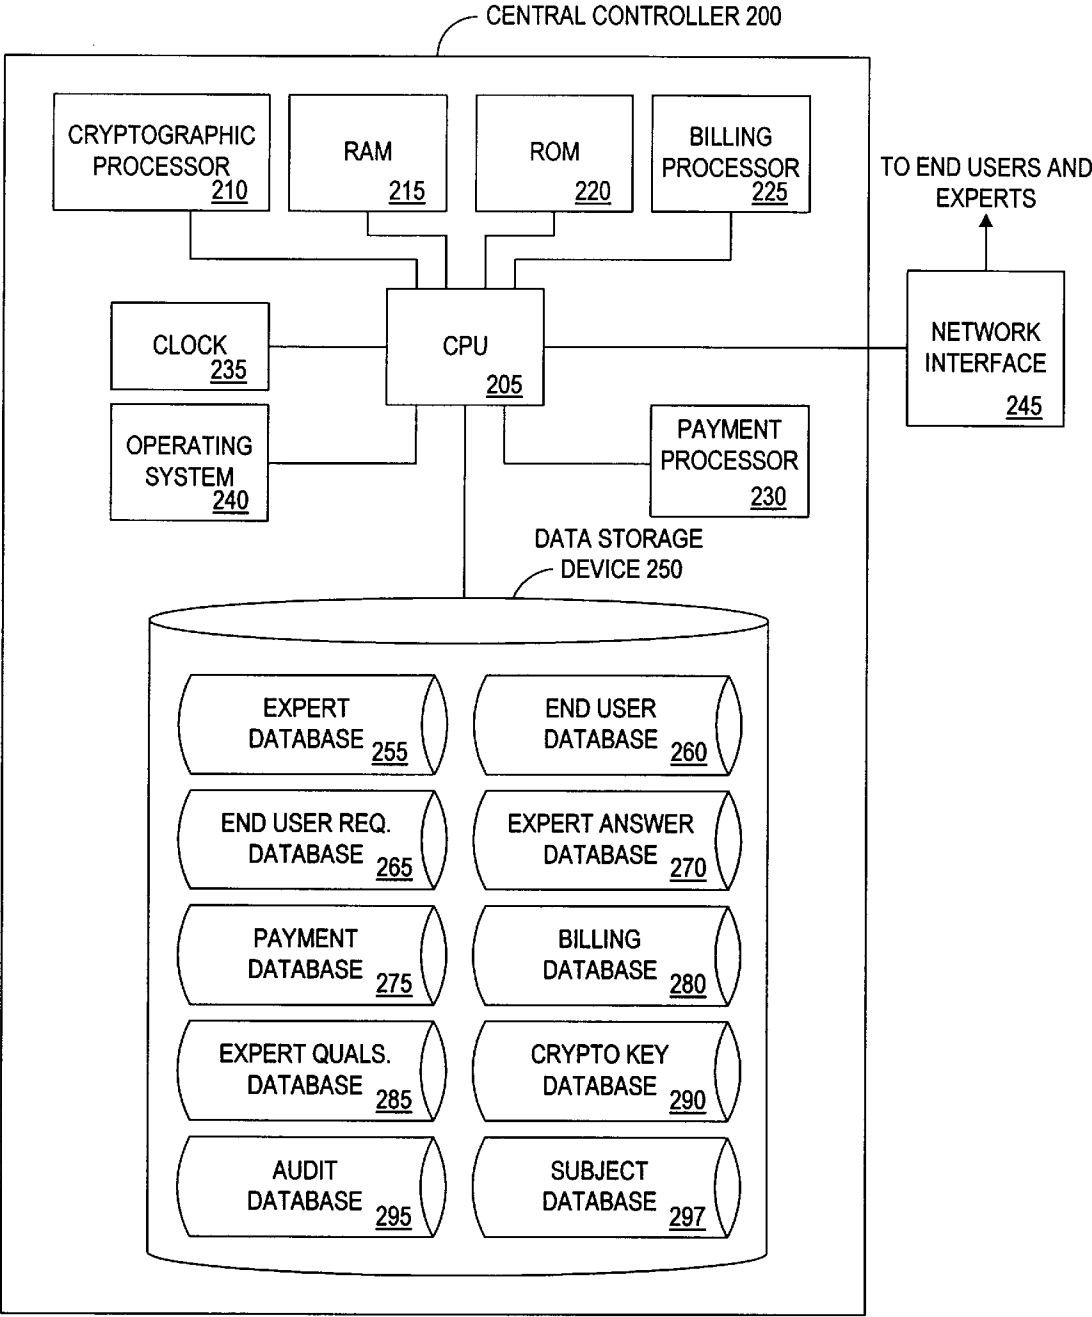 CENTRAL CONTROLLER 200
CRYPTOGRAPHIC
PROCESSOR
210
RAM
215
ROM
220
BILLING
PROCESSOR
225
TO END USERS AND
EXPERTS
CLOCK
235
CPU
205
NETWORK
INTERFACE
245
OPERATING
SYSTEM
240
PAYMENT
PROCESSOR
230
DATA STORAGE
DEVICE 250
EXPERT
DATABASE
255
END USER
DATABASE
260
END USER REQ.
DATABASE
265
EXPERT ANSWER
DATABASE
270
PAYMENT
DATABASE
275
BILLING
DATABASE
280
EXPERT QUALS.
DATABASE
285
CRYPTO KEY
DATABASE
290
AUDIT
DATABASE
295
SUBJECT
DATABASE
297